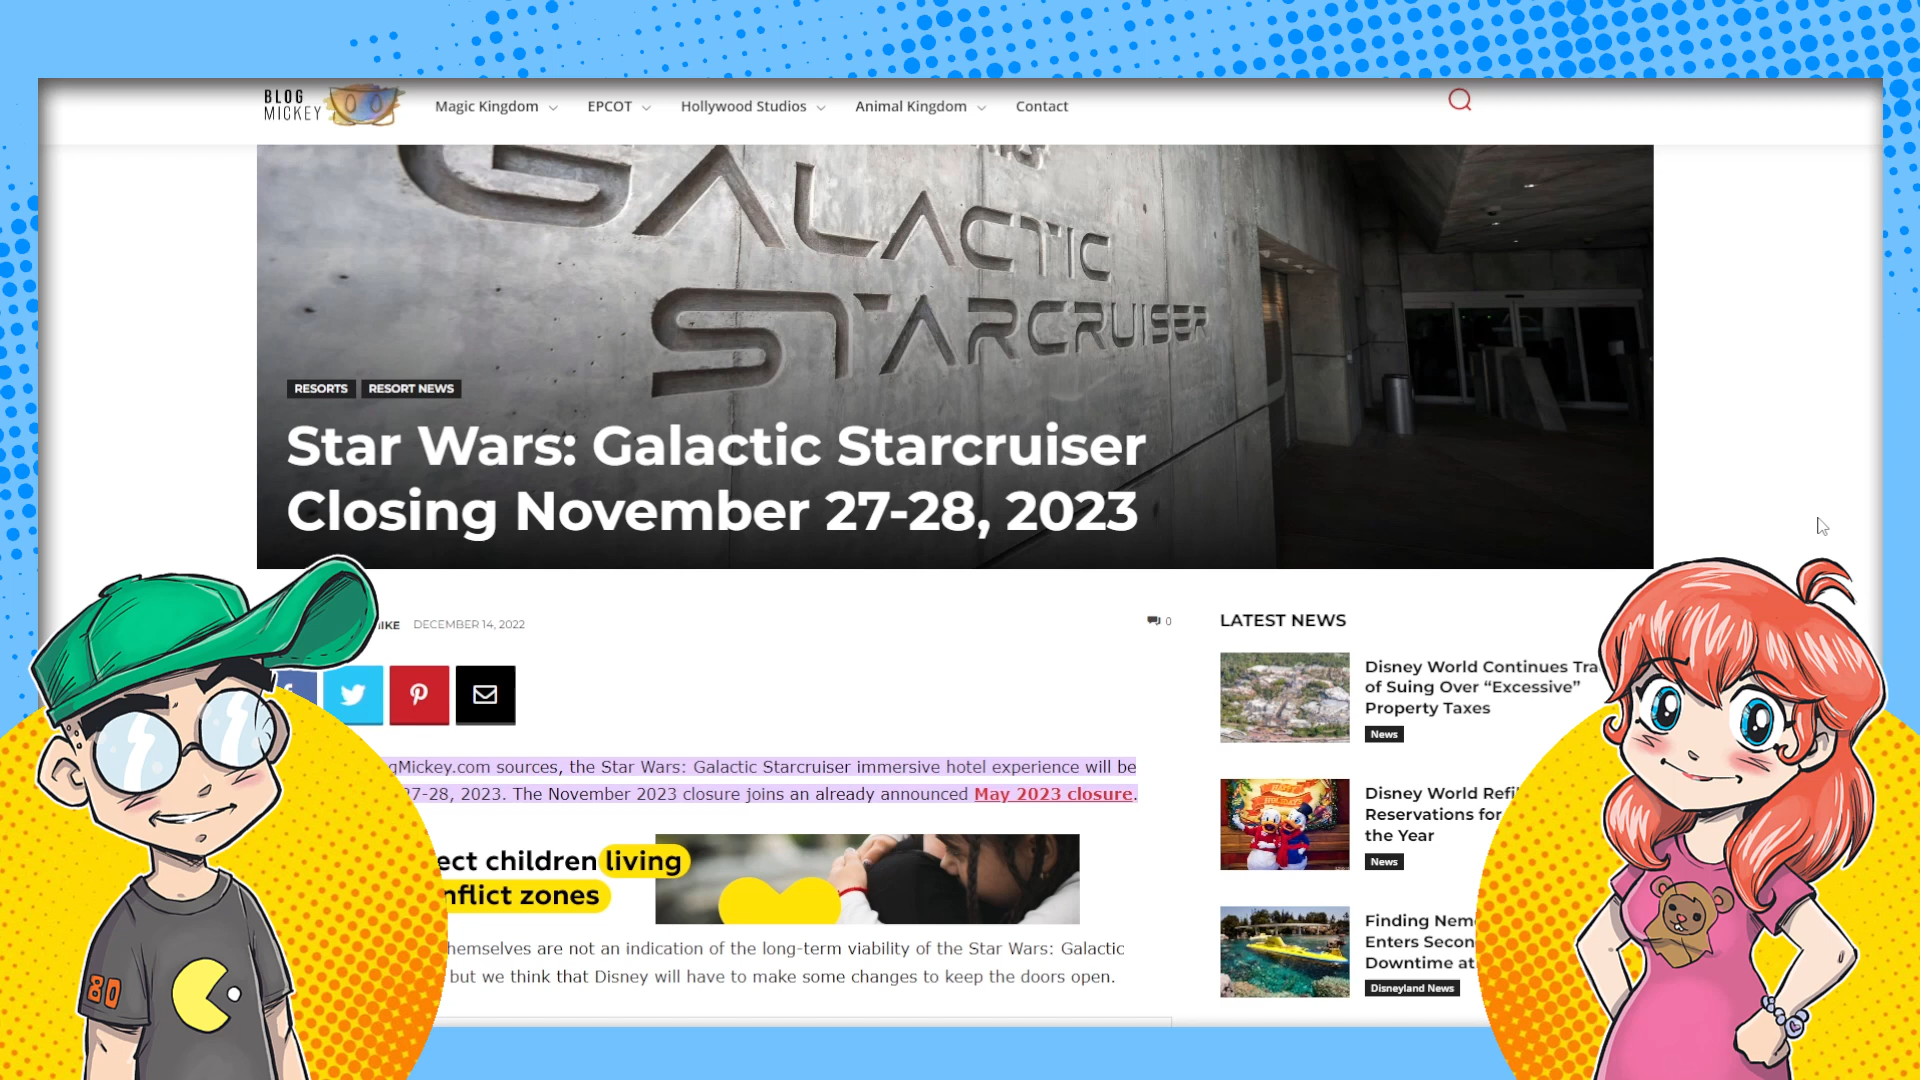 BLOG
MICKEY
Magic Kingdom
EPCOT
Hollywood Studios
Animal Kingdom
Contact
GALACTIC
STARCRUISER
RESORTS
RESORT NEWS
Star Wars: Galactic Starcruiser
Closing November 27-28, 2023
DECEMBER 14, 2022
0
gMickey.com sources, the Star Wars: Galactic Starcruiser immersive hotel experience will be
27-28, 2023. The November 2023 closure joins an already announced May 2023 closure.
ect children living
nflict zones
hemselves are not an indication of the long-term viability of the Star Wars: Galactic
but we think that Disney will have to make some changes to keep the doors open.
LATEST NEWS
Disney World Continues Tra
of Suing Over “Excessive”
Property Taxes
News
Disney World Refil
Reservations for
the Year
News
Finding Nem
Enters Secon
Downtime at
Disneyland News
80